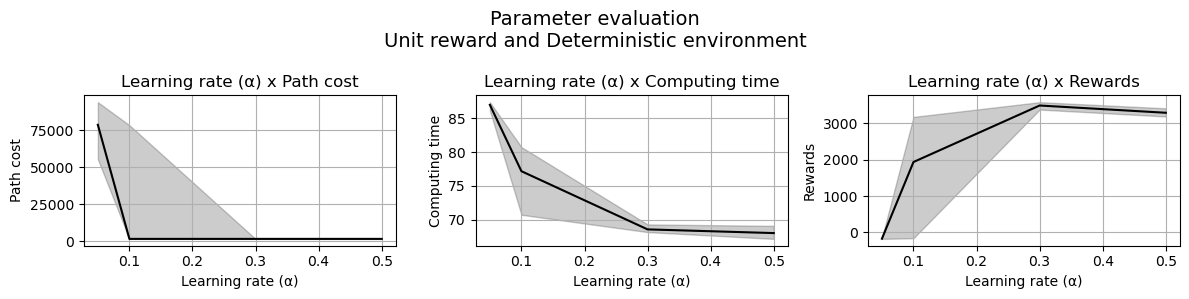 Parameter evaluation
Unit reward and Deterministic environment
Learning rate (α) x Path cost
Path cost
75000
50000
25000
0
0.1 0.2 0.3 0.4 0.5
Learning rate (α)
Learning rate (α) x Computing time
Computing time
85
80
75
70
0.1 0.2 0.3 0.4 0.5
Learning rate (α)
Learning rate (α) x Rewards
Rewards
3000
2000
1000
0
0.1 0.2 0.3 0.4 0.5
Learning rate (α)